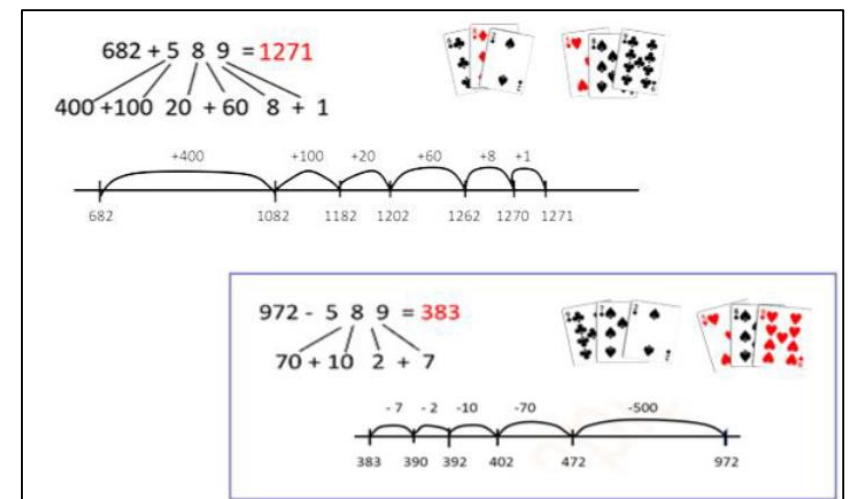 682 + 5 8 9 = 1271
400 +100 20 + 60 8 + 1
+400 +100 +20 +60 +8 +1
682 1082 1182 1202 1262 1270 1271
972 - 5 8 9 = 383
70 + 10 2 + 7
- 7 - 2 -10 -70 -500
383 390 392 402 472 972